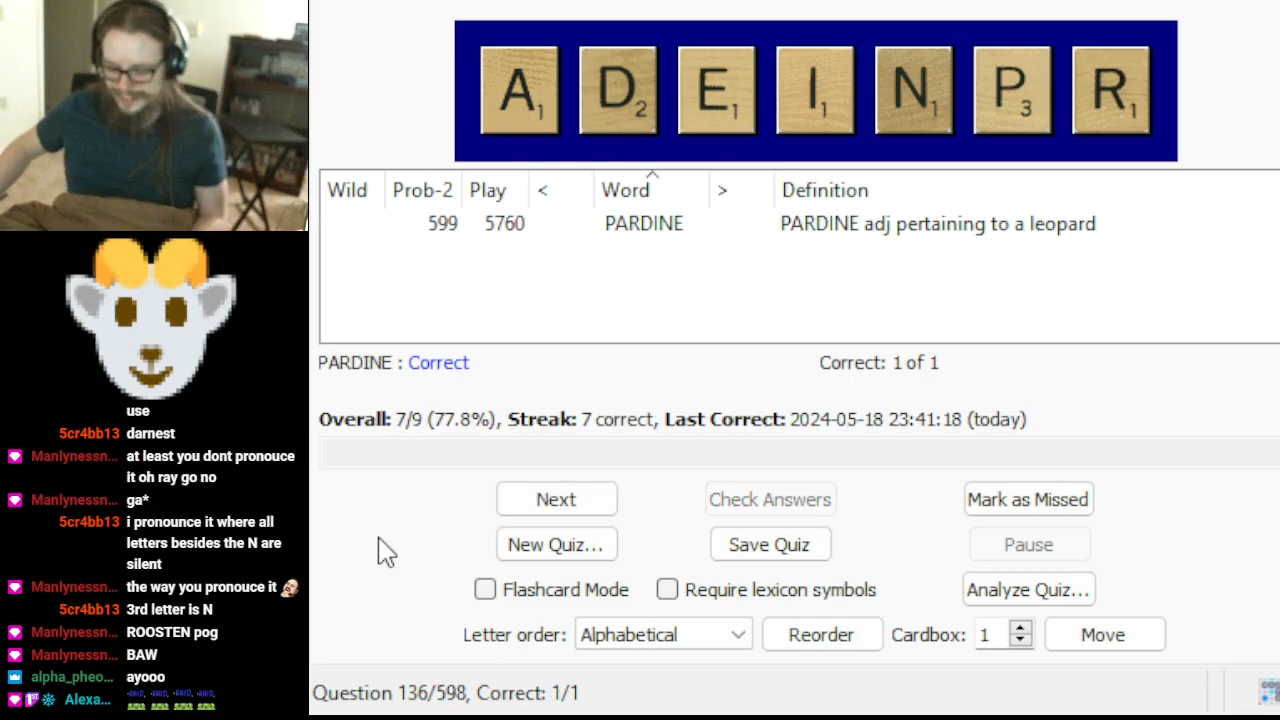 A1 D2 E1 I1 N1 P3 R1
Wild Prob-2 Play < Word > Definition
599 5760 PARDINE PARDINE adj pertaining to a leopard
PARDINE : Correct Correct: 1 of 1
Overall: 7/9 (77.8%), Streak: 7 correct, Last Correct: 2024-05-18 23:41:18 (today)
Next Check Answers Mark as Missed
New Quiz... Save Quiz Pause
Flashcard Mode Require lexicon symbols Analyze Quiz...
Letter order: Alphabetical Reorder Cardbox: 1 Move
Question 136/598, Correct: 1/1
use
5cr4bb13 darnest
Manlynessn... at least you dont pronouce
it oh ray go no
Manlynessn... ga*
5cr4bb13 i pronounce it where all
letters besides the N are
silent
Manlynessn... the way you pronouce it
5cr4bb13 3rd letter is N
Manlynessn... ROOSTEN pog
Manlynessn... BAW
alpha_pheo... ayooo
1ST Alexa... RAID, RAID, RAID, RAID,